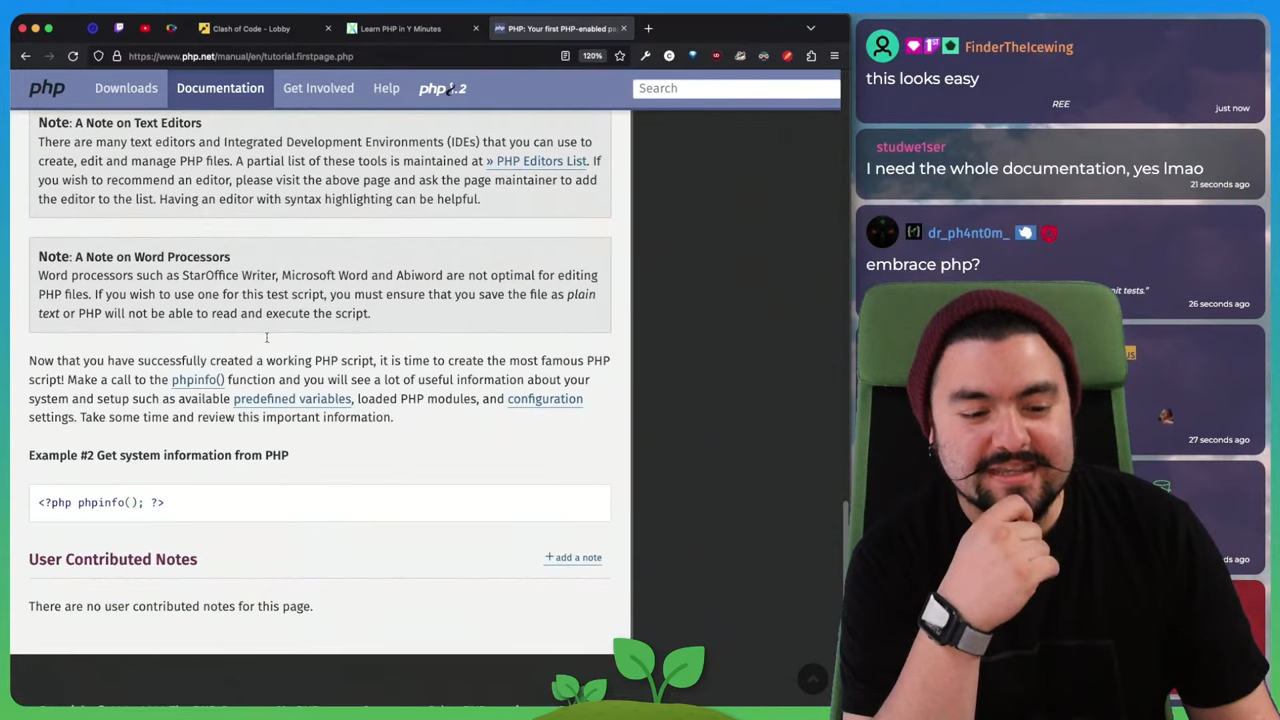 Clash of Code - Lobby
Learn PHP in Y Minutes
PHP: Your first PHP-enabled pa
https://www.php.net/manual/en/tutorial.firstpage.php
120%
php
Downloads
Documentation
Get Involved
Help
Search
Note: A Note on Text Editors
There are many text editors and Integrated Development Environments (IDEs) that you can use to
create, edit and manage PHP files. A partial list of these tools is maintained at » PHP Editors List. If
you wish to recommend an editor, please visit the above page and ask the page maintainer to add
the editor to the list. Having an editor with syntax highlighting can be helpful.
Note: A Note on Word Processors
Word processors such as StarOffice Writer, Microsoft Word and Abiword are not optimal for editing
PHP files. If you wish to use one for this test script, you must ensure that you save the file as plain
text or PHP will not be able to read and execute the script.
Now that you have successfully created a working PHP script, it is time to create the most famous PHP
script! Make a call to the phpinfo() function and you will see a lot of useful information about your
system and setup such as available predefined variables, loaded PHP modules, and configuration
settings. Take some time and review this important information.
Example #2 Get system information from PHP
<?php phpinfo(); ?>
User Contributed Notes
+ add a note
There are no user contributed notes for this page.
FinderTheIcewing
this looks easy
REE
just now
studwe1ser
I need the whole documentation, yes lmao
21 seconds ago
dr_ph4nt0m_
embrace php?
nit tests."
26 seconds ago
27 seconds ago
ds ago
ds ago